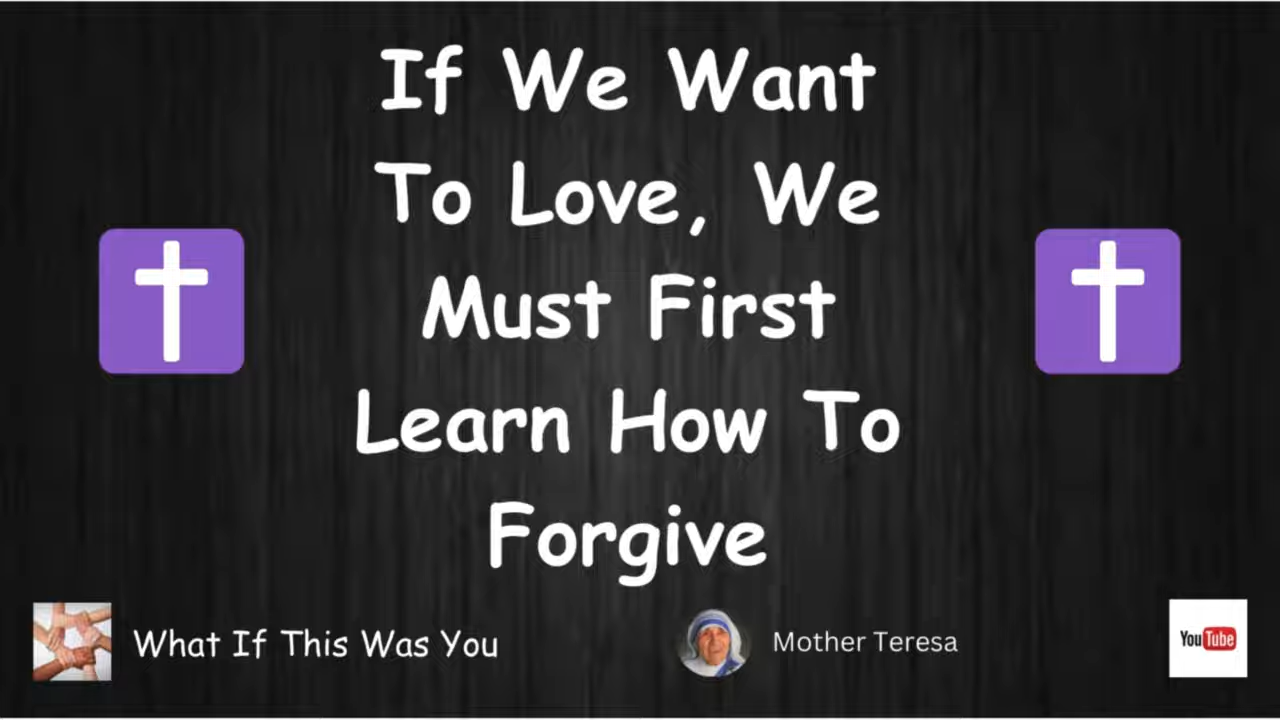 If We Want
To Love, We
Must First
Learn How To
Forgive
What If This Was You
Mother Teresa
YouTube